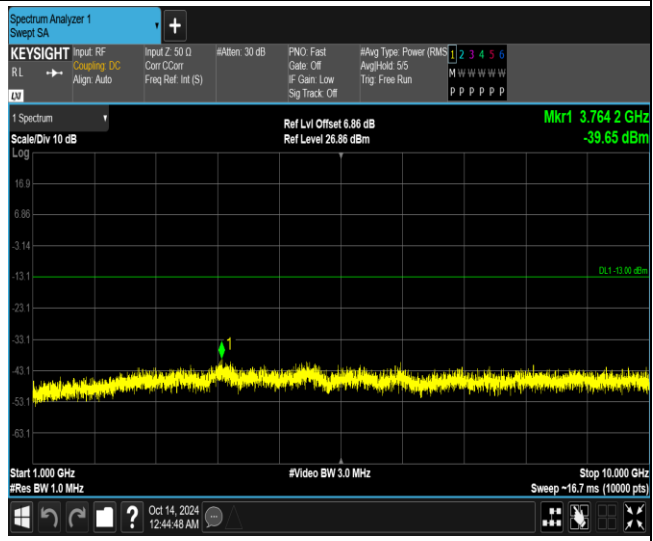 Spectrum Analyzer 1
Swept SA
+
KEYSIGHT
RL
LXI
Input: RF
Coupling: DC
Align: Auto
Input Z: 50 Ω
Corr CCorr
Freq Ref: Int (S)
#Atten: 30 dB
PNO: Fast
Gate: Off
IF Gain: Low
Sig Track: Off
#Avg Type: Power (RMS
Avg|Hold: 5/5
Trig: Free Run
1 2 3 4 5 6
M W W W W W
P P P P P P
1 Spectrum
Scale/Div 10 dB
Log
Ref Lvl Offset 6.86 dB
Ref Level 26.86 dBm
Mkr1 3.764 2 GHz
-39.65 dBm
16.9
6.86
-3.14
-13.1
DL1 -13.00 dBm
-23.1
-33.1
1
-43.1
-53.1
-63.1
Start 1.000 GHz
#Res BW 1.0 MHz
#Video BW 3.0 MHz
Stop 10.000 GHz
Sweep ~16.7 ms (10000 pts)
?
Oct 14, 2024
12:44:48 AM